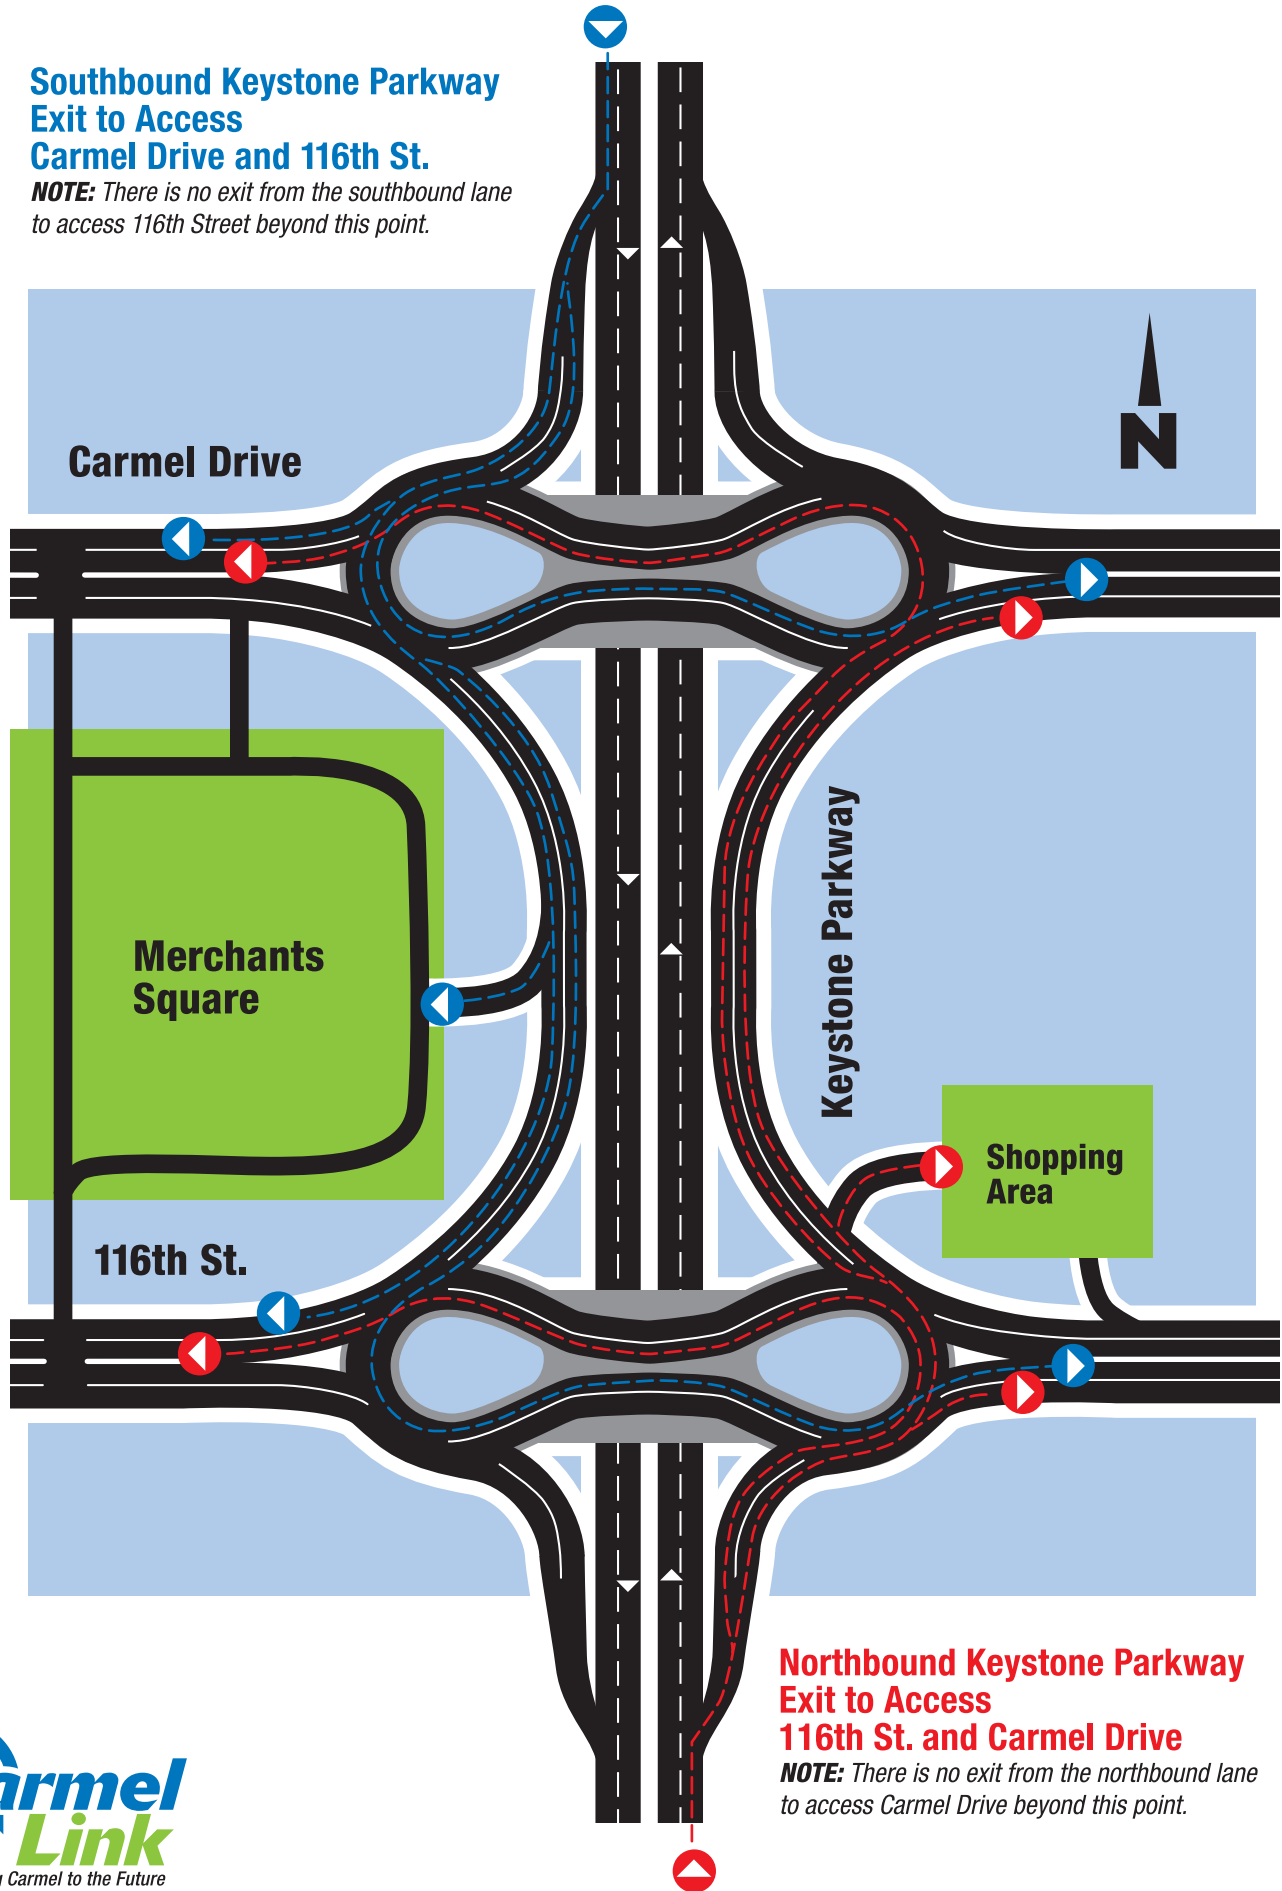 Southbound Keystone Parkway
Exit to Access
Carmel Drive and 116th St.
NOTE: There is no exit from the southbound lane
to access 116th Street beyond this point.
N
Carmel Drive
Keystone Parkway
Merchants
Square
Shopping
Area
116th St.
Northbound Keystone Parkway
Exit to Access
116th St. and Carmel Drive
NOTE: There is no exit from the northbound lane
to access Carmel Drive beyond this point.
armel
Link
Carmel to the Future